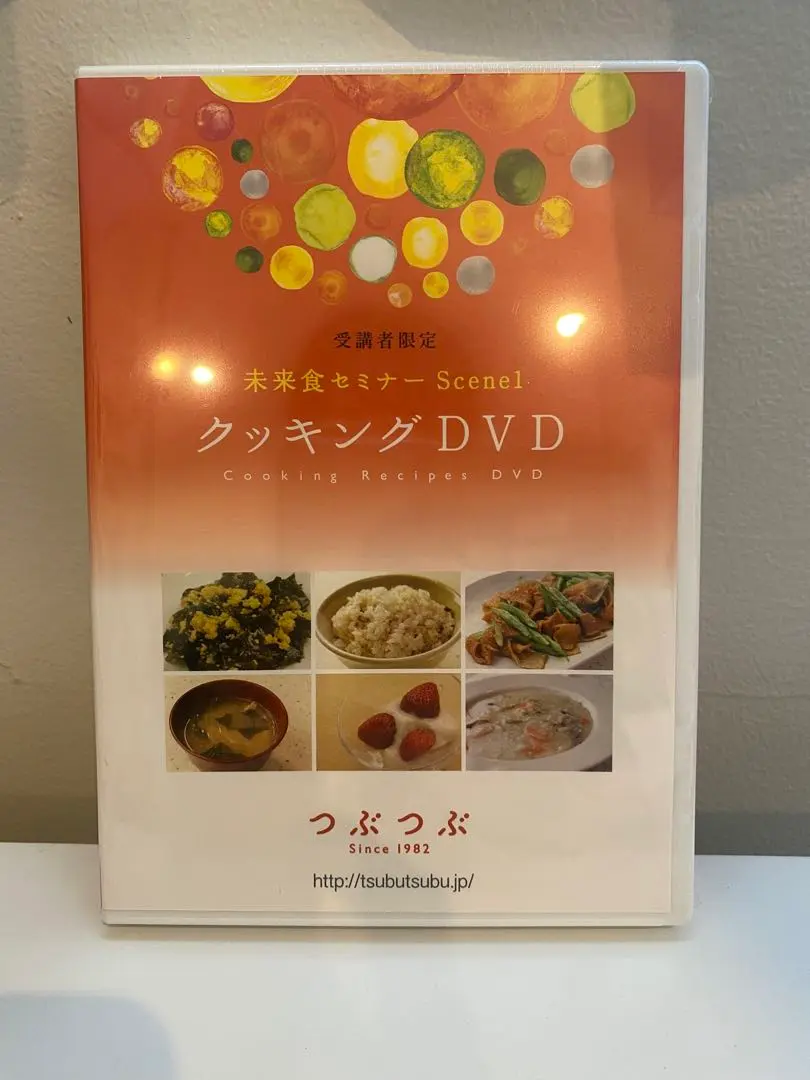 受講者限定
未来食セミナー Scene1
クッキングDVD
Cooking Recipes DVD
つぶつぶ
Since 1982
http://tsubutsubu.jp/